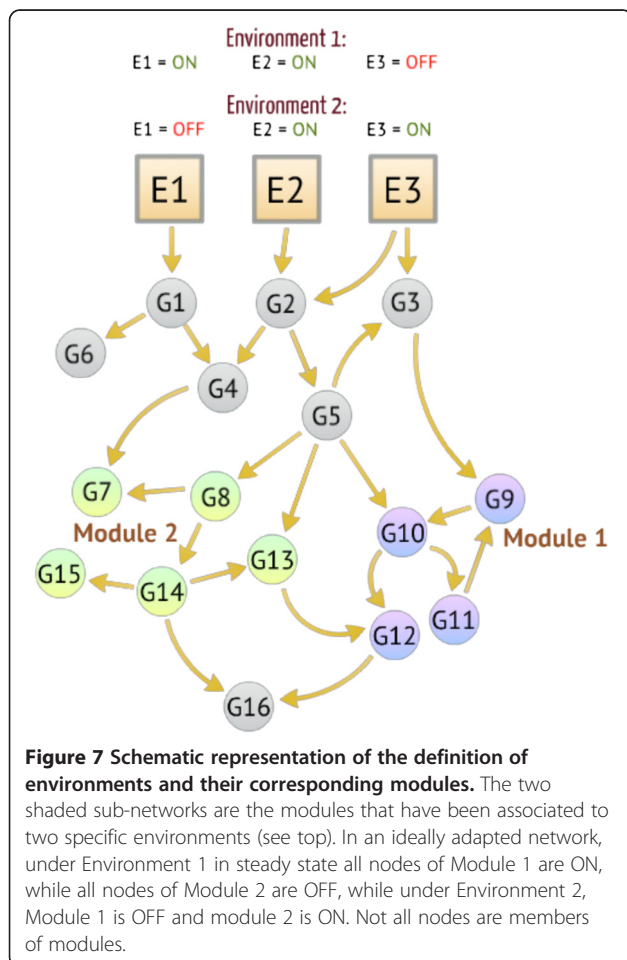 Environment 1:
E1 = ON E2 = ON E3 = OFF
Environment 2:
E1 = OFF E2 = ON E3 = ON
E1 E2 E3
G1 G2 G3
G6
G4
G5
G7 G8 G9
G10
Module 2 Module 1
G13
G15
G14 G11
G12
G16
Figure 7 Schematic representation of the definition of
environments and their corresponding modules. The two
shaded sub-networks are the modules that have been associated to
two specific environments (see top). In an ideally adapted network,
under Environment 1 in steady state all nodes of Module 1 are ON,
while all nodes of Module 2 are OFF, while under Environment 2,
Module 1 is OFF and module 2 is ON. Not all nodes are members
of modules.